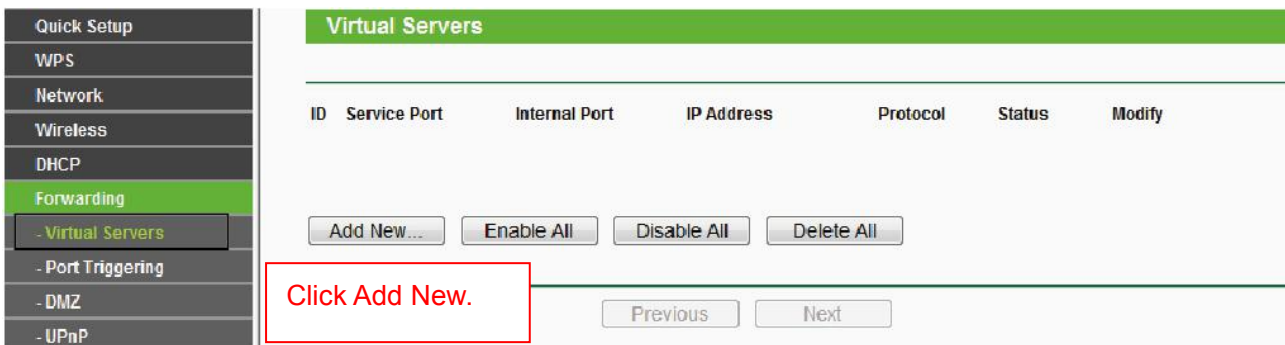 Quick Setup
WPS
Network
Wireless
DHCP
Forwarding
- Virtual Servers
- Port Triggering
- DMZ
- UPnP
Virtual Servers
ID Service Port Internal Port IP Address Protocol Status Modify
Add New... Enable All Disable All Delete All
Click Add New.
Previous Next